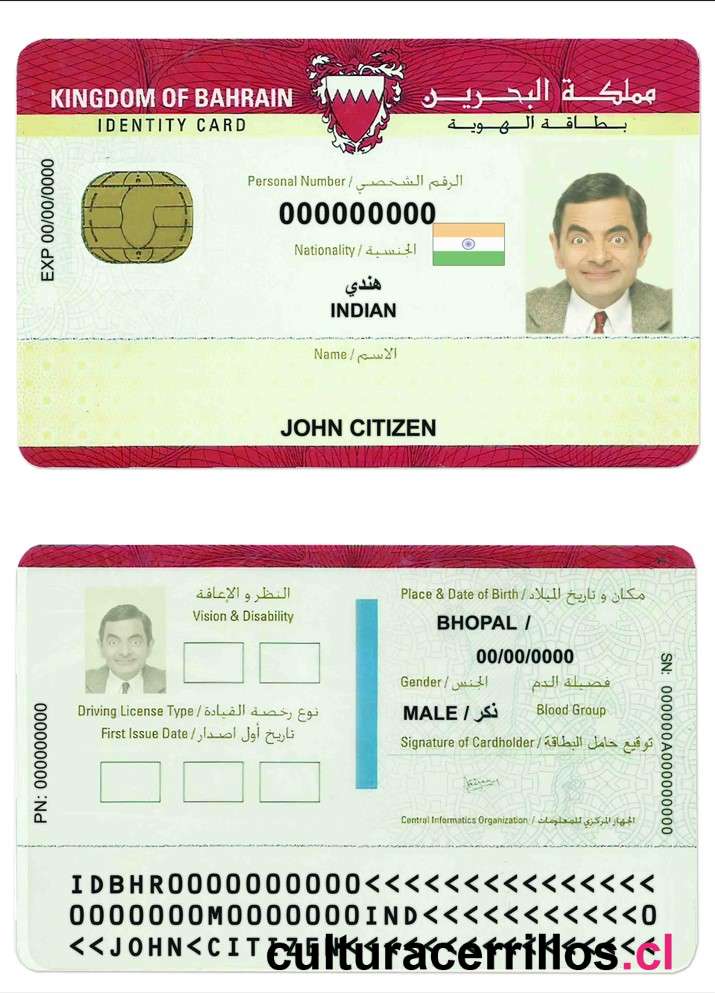 KINGDOM OF BAHRAIN
مملكة البحرين
IDENTITY CARD
بطاقة الهوية
EXP 00/00/0000
Personal Number / الرقم الشخصي
000000000
Nationality / الجنسية
هندي
INDIAN
Name / الاسم
JOHN CITIZEN
النظر و الإعاقة
Vision & Disability
Driving License Type / نوع رخصة القيادة
First Issue Date / تاريخ أول اصدار
PN: 000000000
Place & Date of Birth / مكان و تاريخ الميلاد
BHOPAL /
00/00/0000
Gender / الجنس
فصيلة الدم
MALE / ذكر
Blood Group
Signature of Cardholder / توقيع حامل البطاقة
Central Informatics Organization / الجهاز المركزي للمعلومات
SN: 000000A000000000
IDBHR0000000000<<<<<<<<<<<<<<<
0000000M0000000IND<<<<<<<<<<<0
<<JOHN<CITIZEN<<<<<<<<<<<<<<<<
culturacerrillos.cl